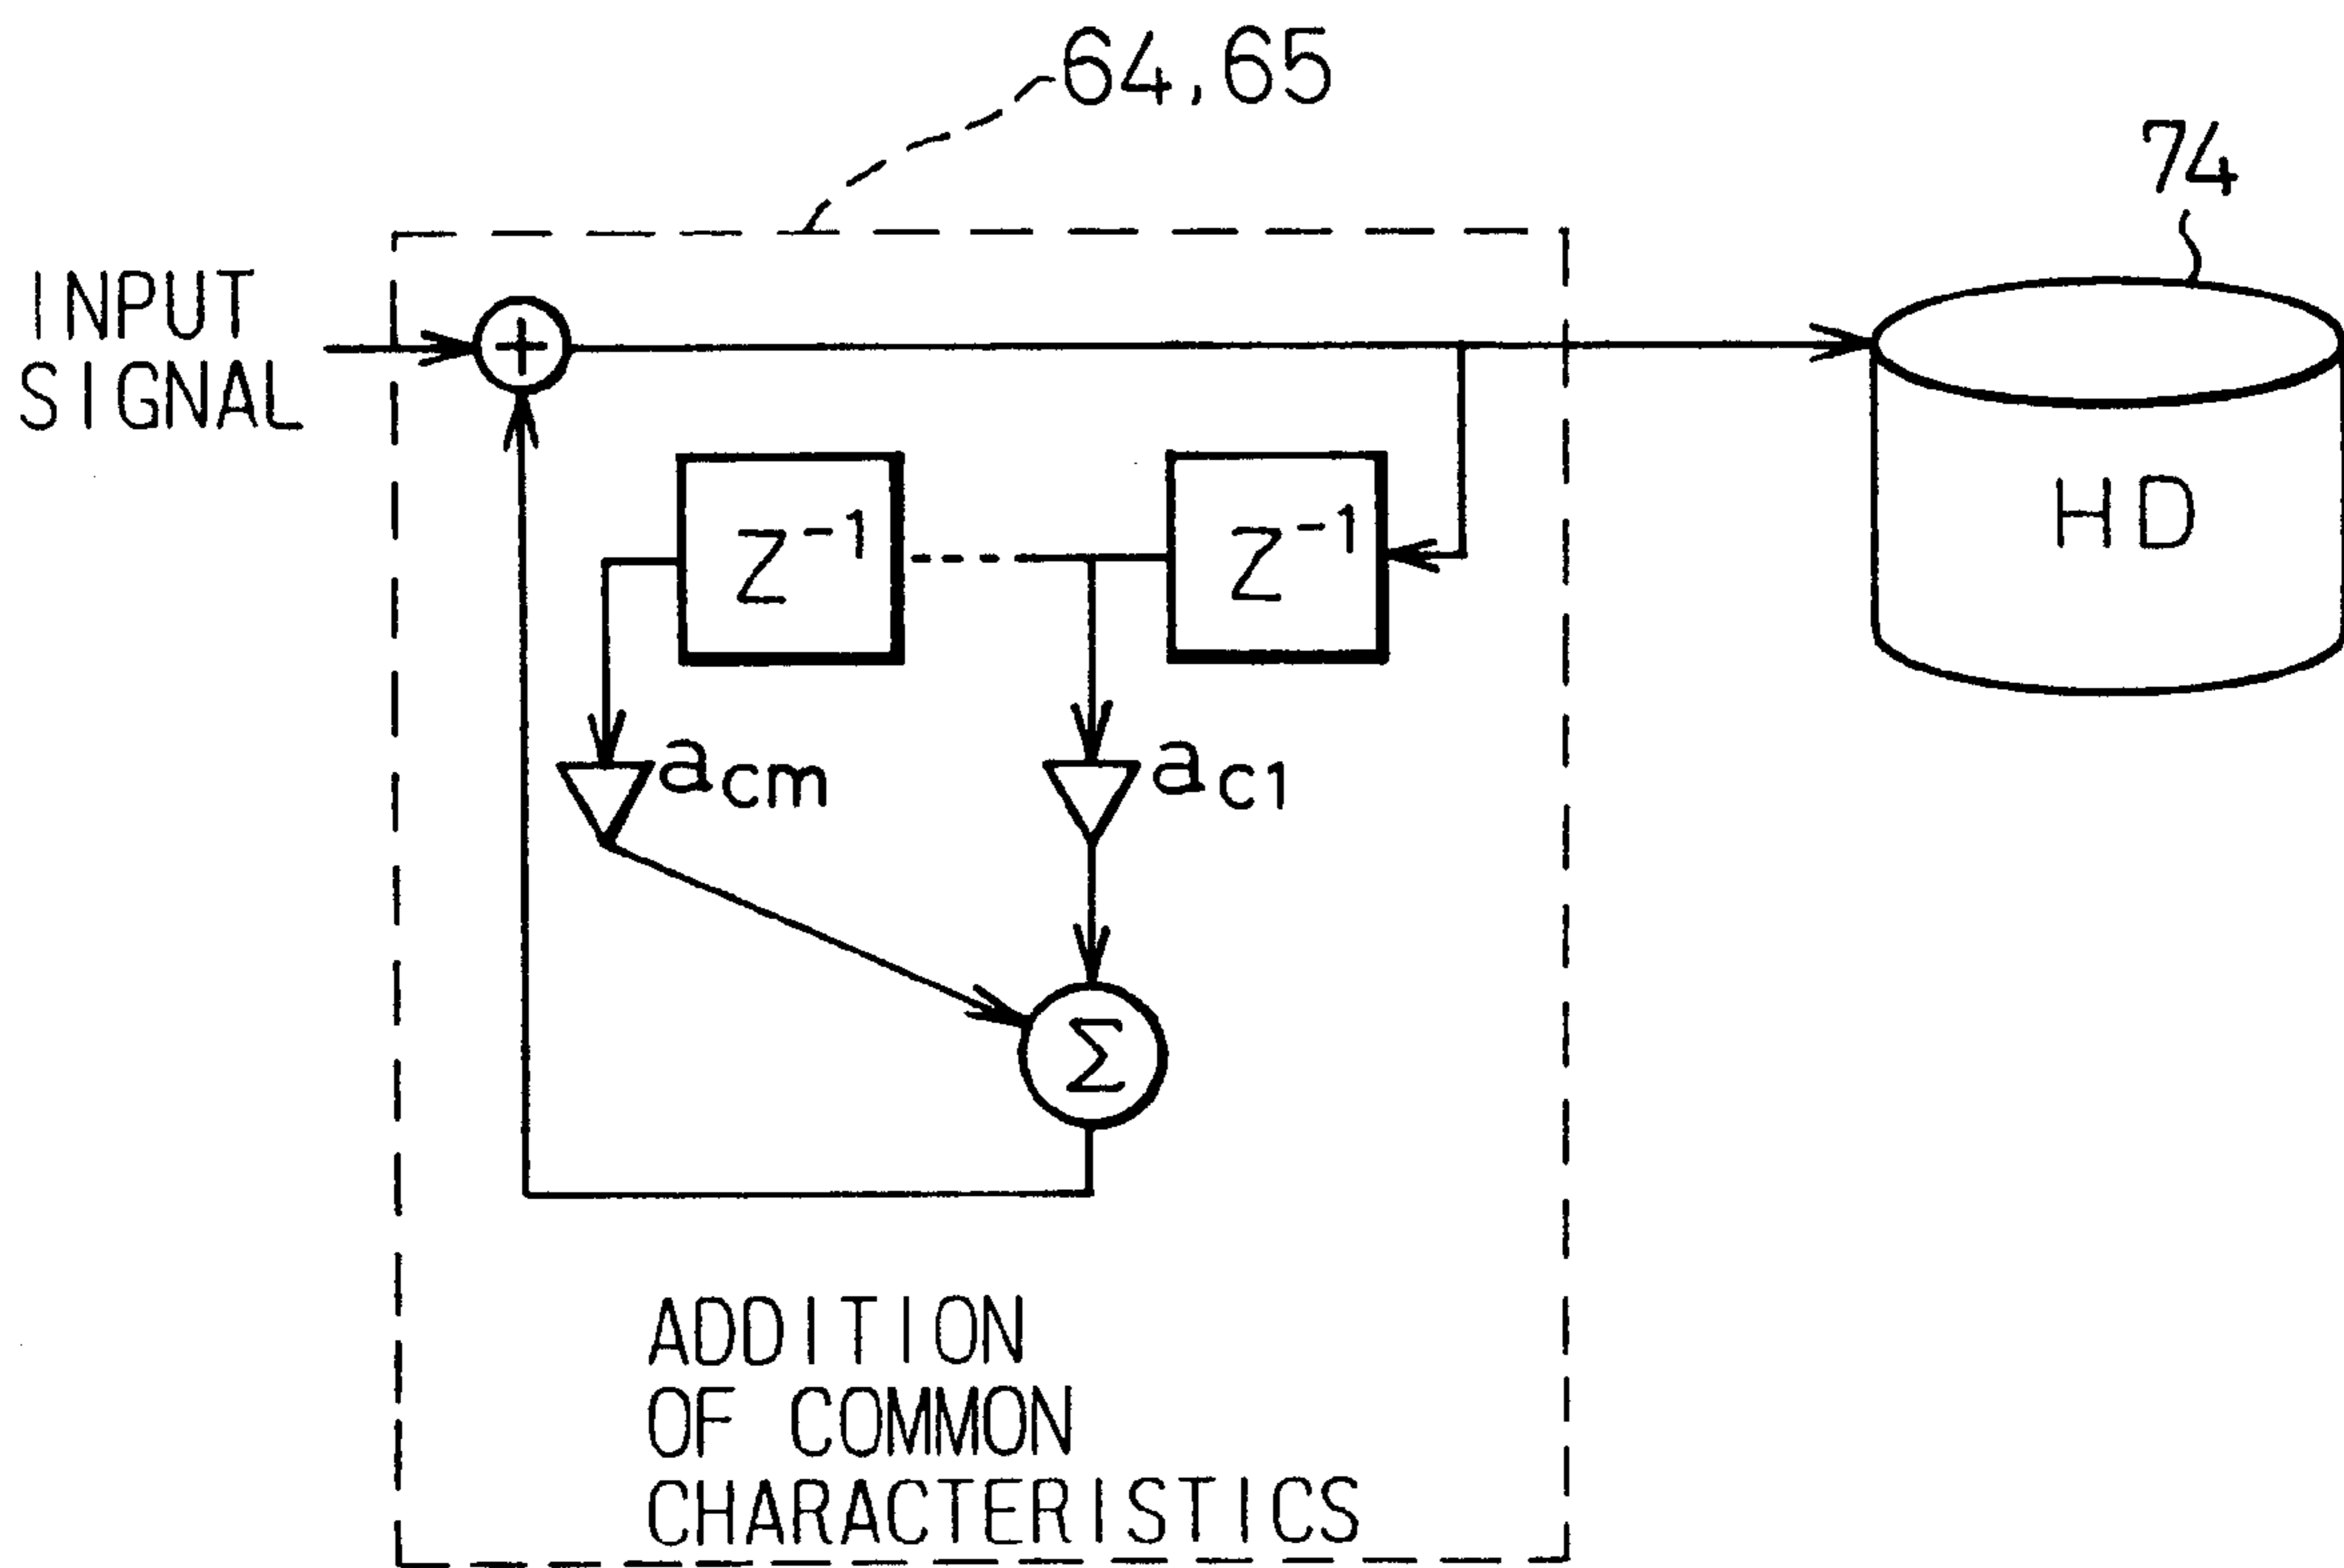 64,65
74
INPUT
SIGNAL
+
Z⁻¹
Z⁻¹
HD
acm
ac1
Σ
ADDITION
OF COMMON
CHARACTERISTICS